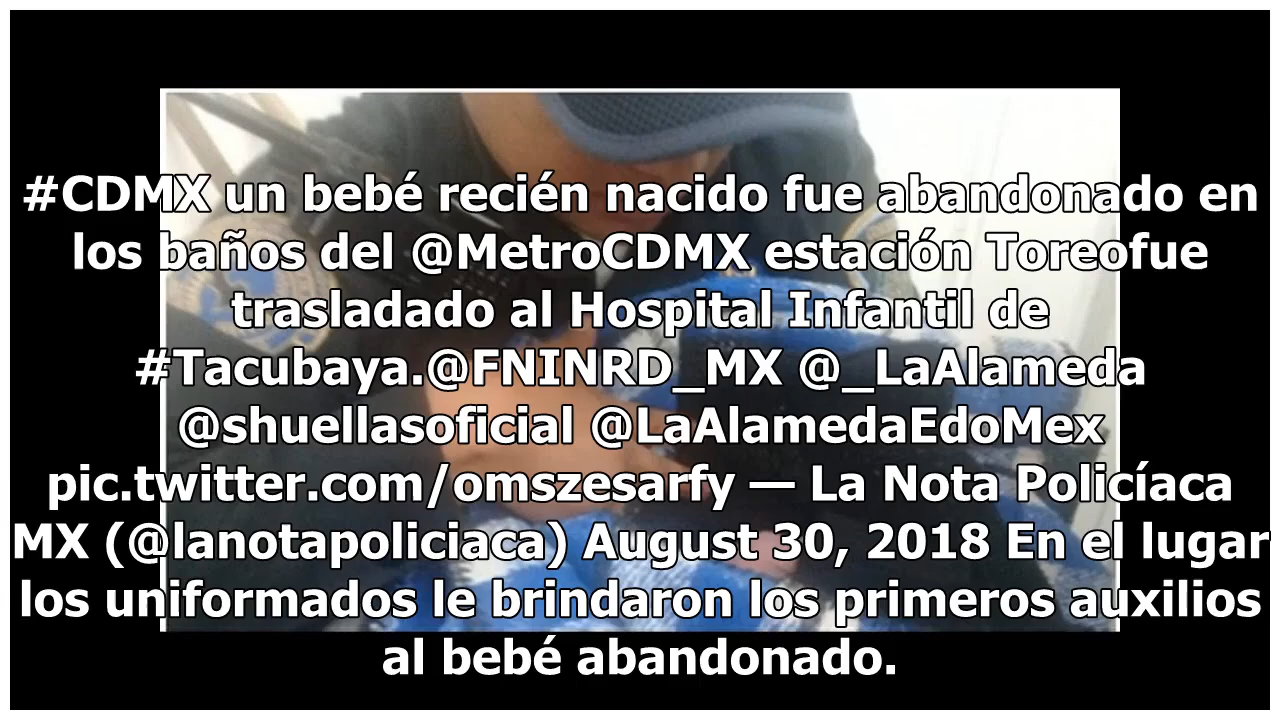 #CDMX un bebé recién nacido fue abandonado en
los baños del @MetroCDMX estación Toreofue
trasladado al Hospital Infantil de
#Tacubaya.@FNINRD_MX @_LaAlameda
@shuellasoficial @LaAlamedaEdoMex
pic.twitter.com/omszesarfy — La Nota Policíaca
MX (@lanotapoliciaca) August 30, 2018 En el lugar
los uniformados le brindaron los primeros auxilios
al bebé abandonado.